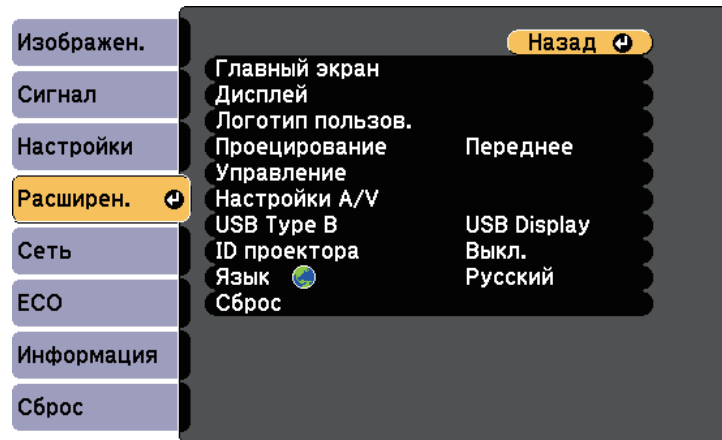 Изображен.
Сигнал
Настройки
Расширен.
Сеть
ECO
Информация
Сброс
Назад
Главный экран
Дисплей
Логотип пользов.
Проецирование Переднее
Управление
Настройки A/V
USB Type B USB Display
ID проектора Выкл.
Язык Русский
Сброс